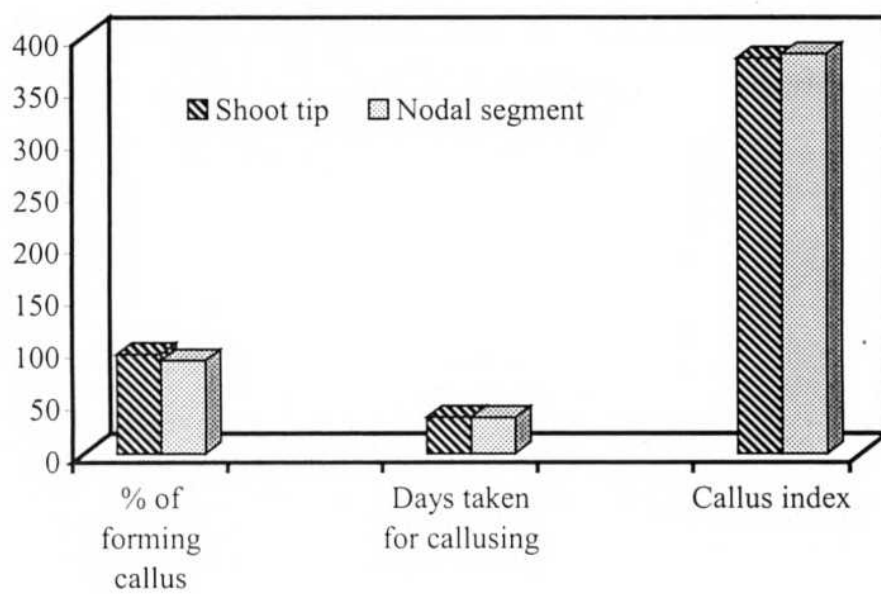 400
350
300
250
200
150
100
50
0
Shoot tip Nodal segment
% of
forming
callus
Days taken
for callusing
Callus index